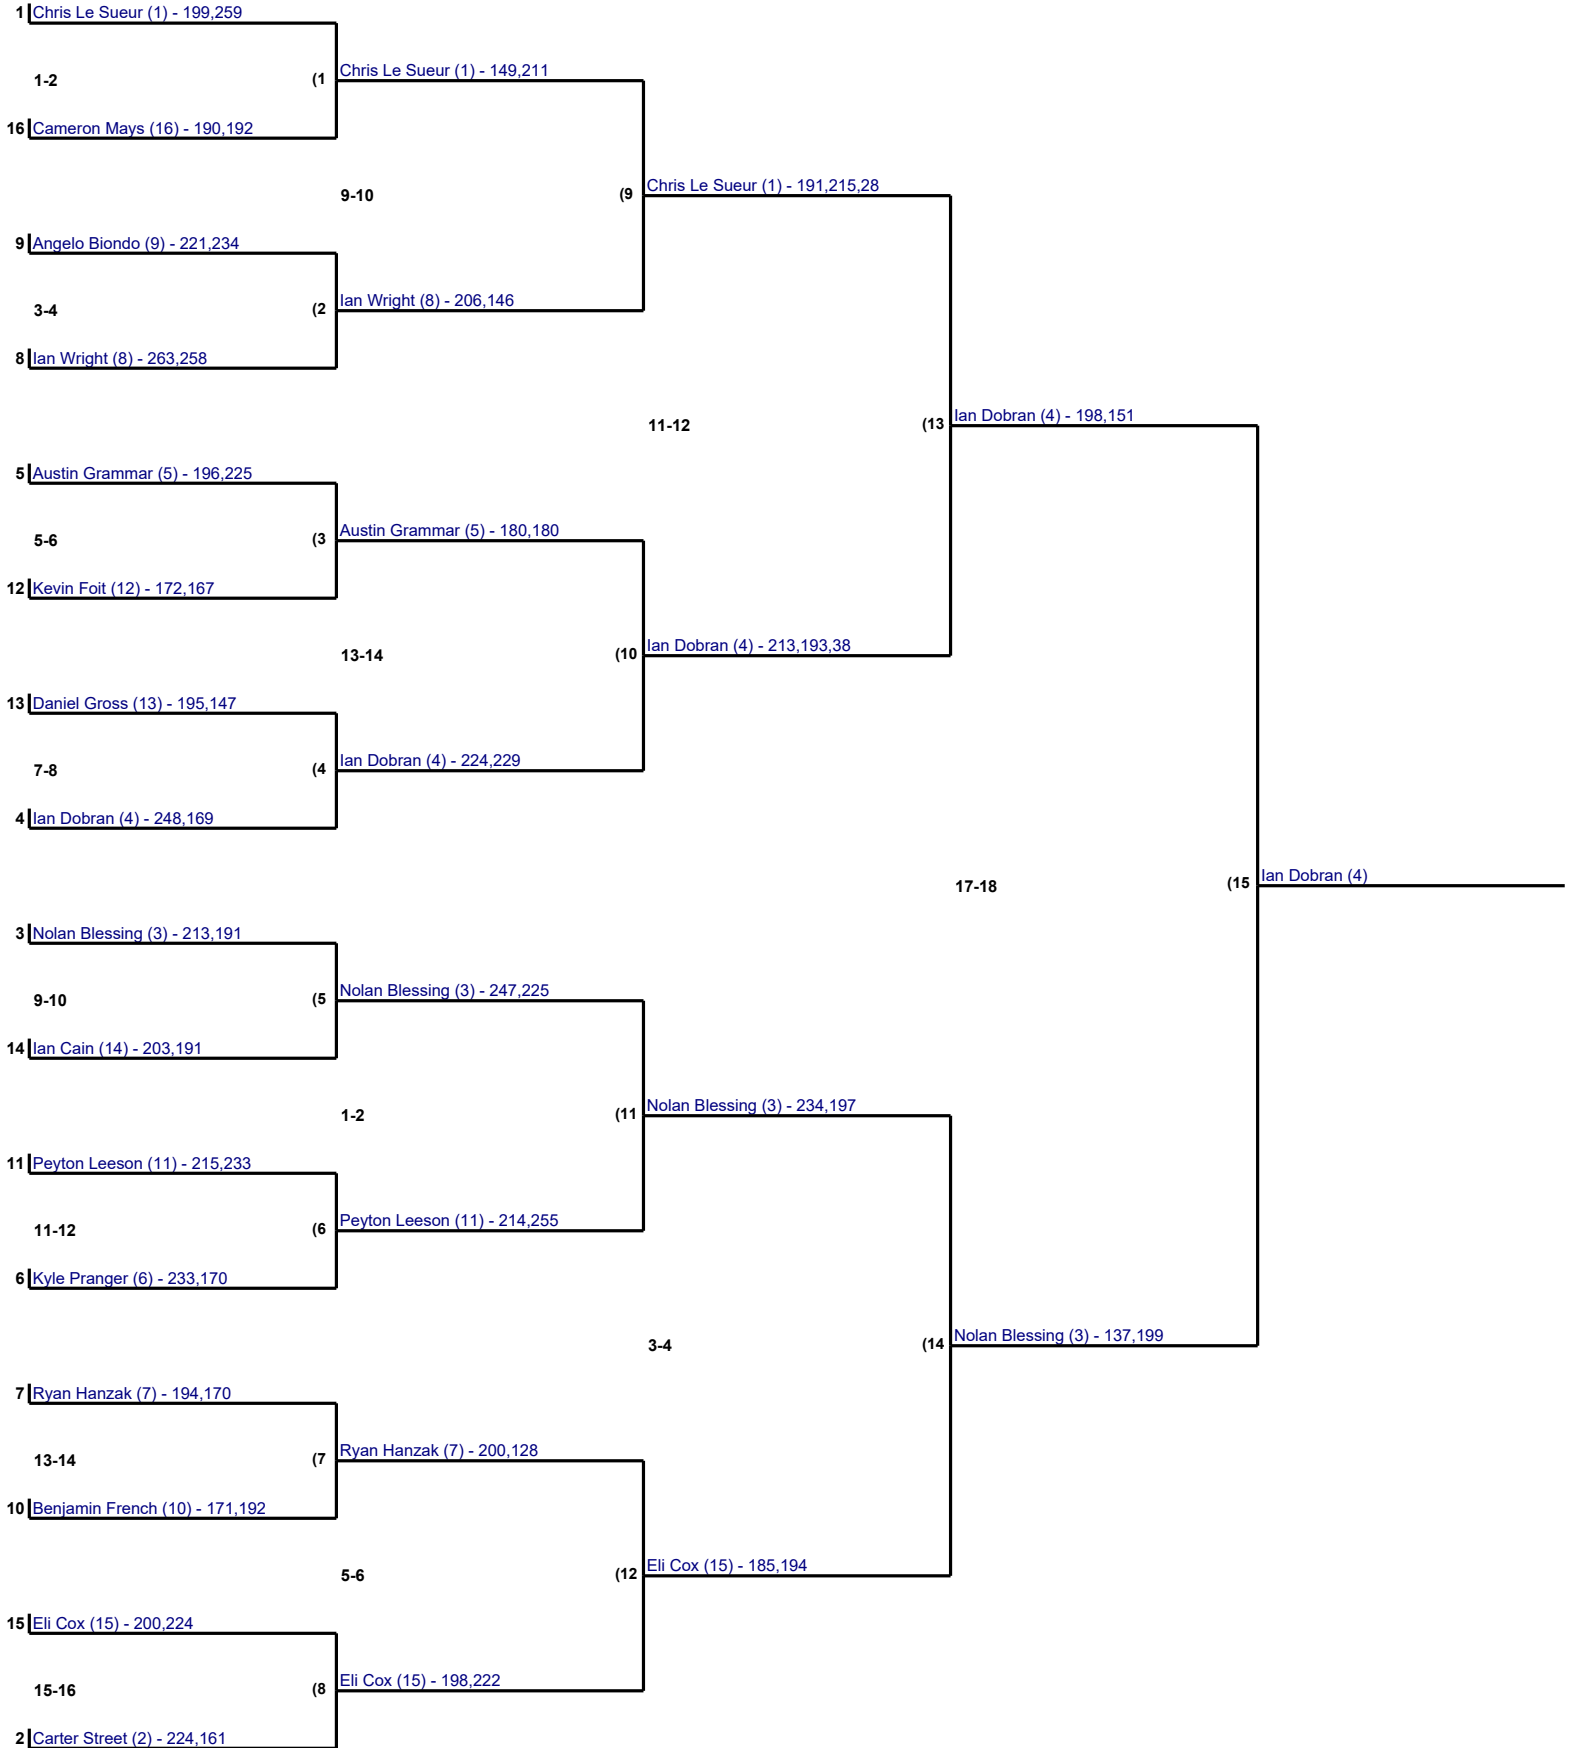 1 Chris Le Sueur (1) - 199,259
Chris Le Sueur (1) - 149,211
1-2 (1
16 Cameron Mays (16) - 190,192
Chris Le Sueur (1) - 191,215,28
9-10 (9
9 Angelo Biondo (9) - 221,234
Ian Wright (8) - 206,146
3-4 (2
8 Ian Wright (8) - 263,258
Ian Dobran (4) - 198,151
11-12 (13
5 Austin Grammar (5) - 196,225
Austin Grammar (5) - 180,180
5-6 (3
12 Kevin Foit (12) - 172,167
Ian Dobran (4) - 213,193,38
13-14 (10
13 Daniel Gross (13) - 195,147
Ian Dobran (4) - 224,229
7-8 (4
4 Ian Dobran (4) - 248,169
Ian Dobran (4)
17-18 (15
3 Nolan Blessing (3) - 213,191
Nolan Blessing (3) - 247,225
9-10 (5
14 Ian Cain (14) - 203,191
Nolan Blessing (3) - 234,197
1-2 (11
11 Peyton Leeson (11) - 215,233
Peyton Leeson (11) - 214,255
11-12 (6
6 Kyle Pranger (6) - 233,170
Nolan Blessing (3) - 137,199
3-4 (14
7 Ryan Hanzak (7) - 194,170
Ryan Hanzak (7) - 200,128
13-14 (7
10 Benjamin French (10) - 171,192
Eli Cox (15) - 185,194
5-6 (12
15 Eli Cox (15) - 200,224
Eli Cox (15) - 198,222
15-16 (8
2 Carter Street (2) - 224,161